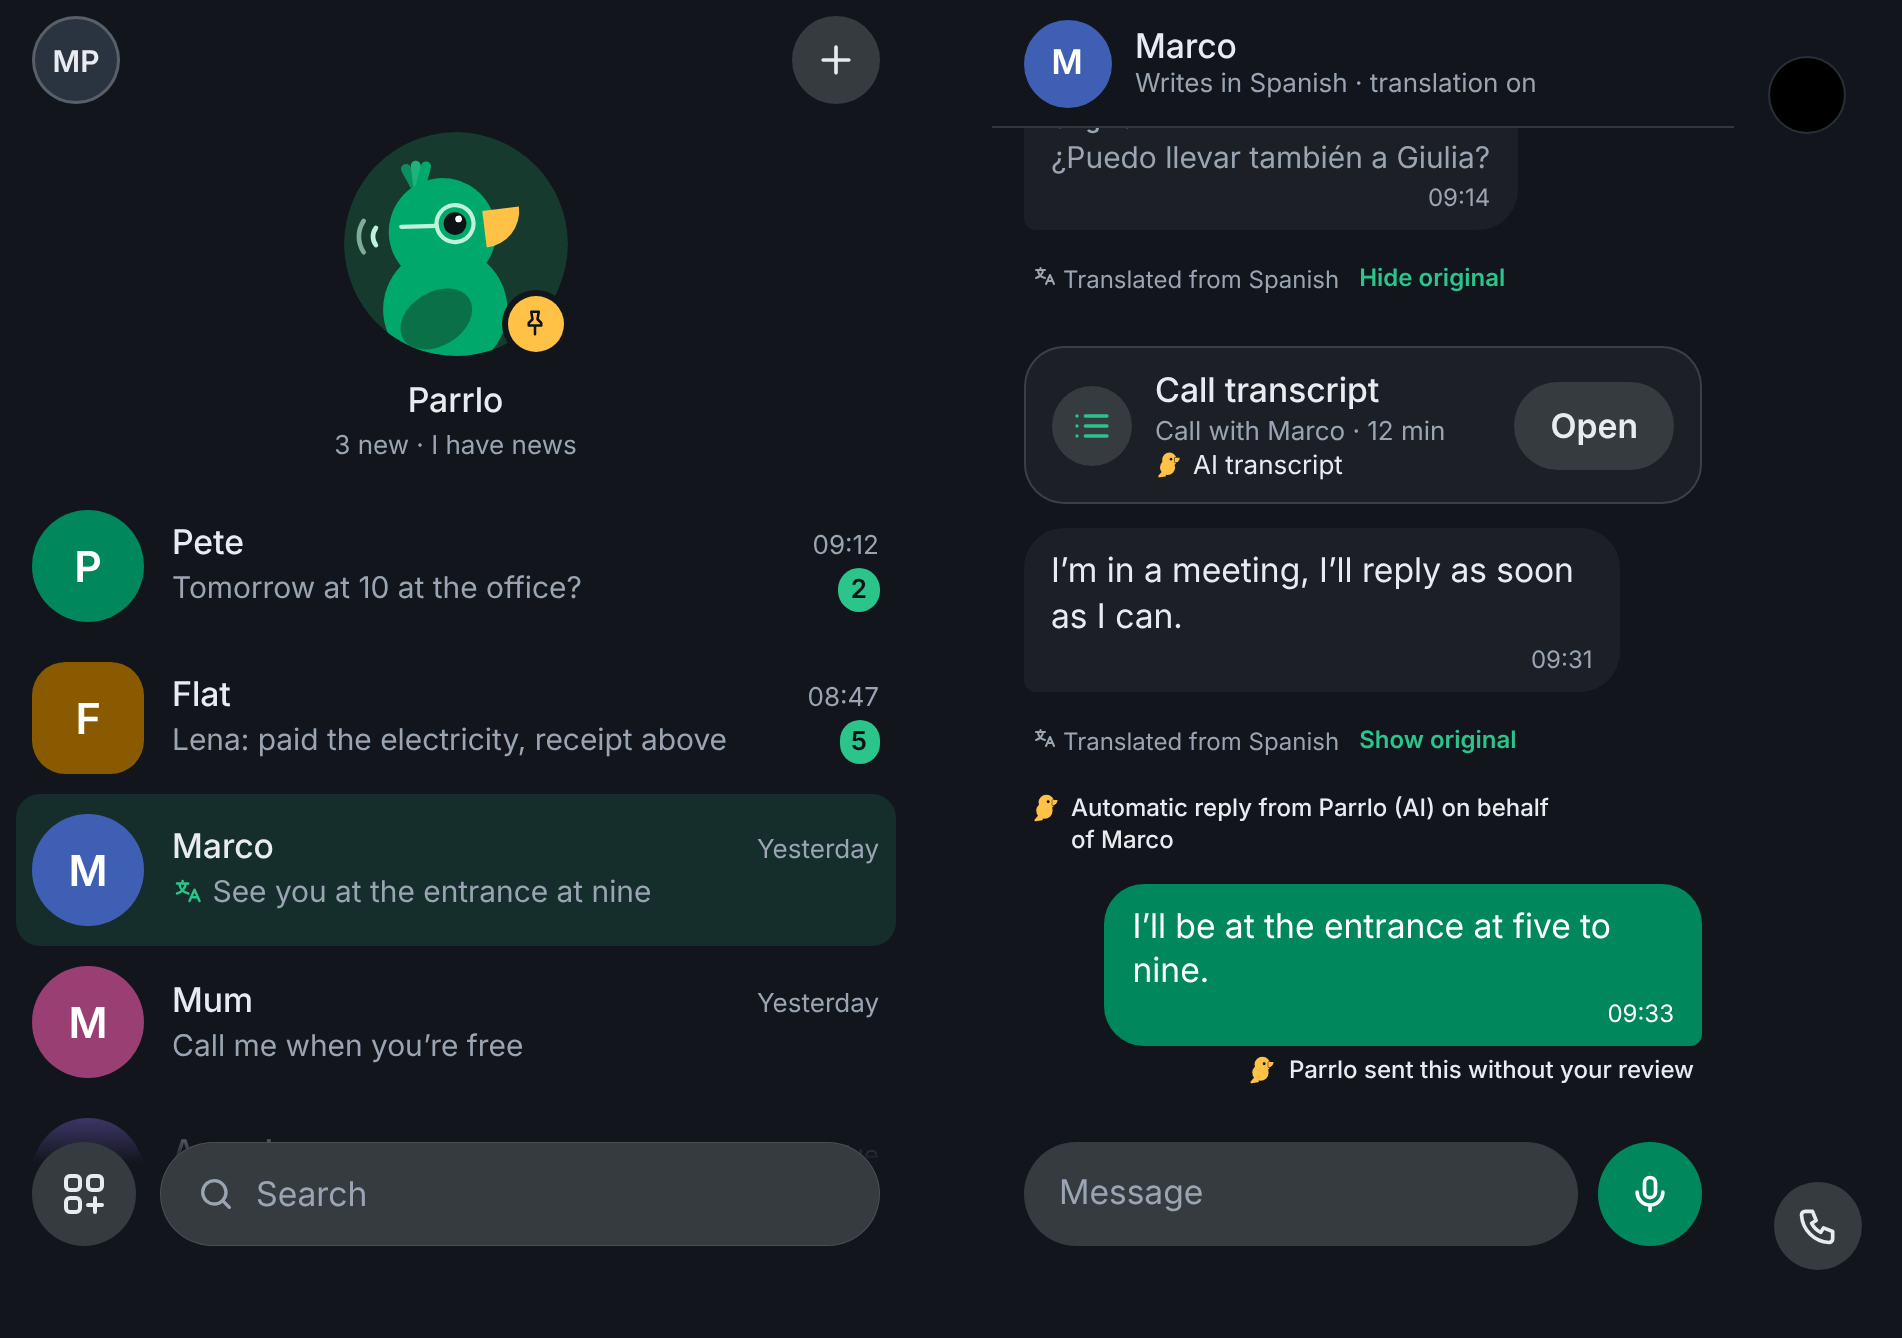 MP
Parrlo
3 new · I have news
P
Pete
09:12
Tomorrow at 10 at the office?
2
F
Flat
08:47
Lena: paid the electricity, receipt above
5
M
Marco
Yesterday
See you at the entrance at nine
M
Mum
Yesterday
Call me when you’re free
Search
M
Marco
Writes in Spanish · translation on
¿Puedo llevar también a Giulia?
09:14
Translated from Spanish Hide original
Call transcript
Call with Marco · 12 min
AI transcript
Open
I’m in a meeting, I’ll reply as soon
as I can.
09:31
Translated from Spanish Show original
Automatic reply from Parrlo (AI) on behalf
of Marco
I’ll be at the entrance at five to
nine.
09:33
Parrlo sent this without your review
Message